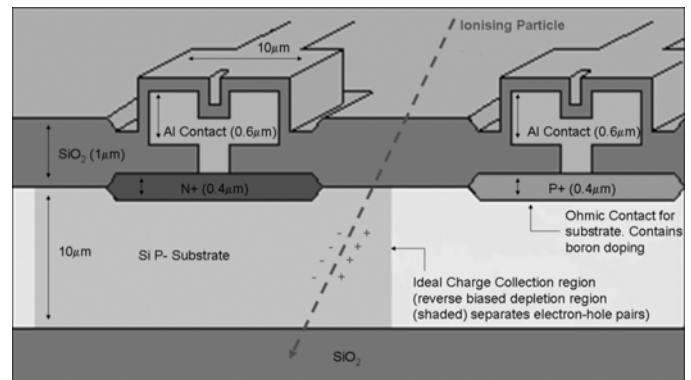 Ionising Particle
10µm
Al Contact (0.6µm)
Al Contact (0.6µm)
SiO2 (1µm)
N+ (0.4µm)
P+ (0.4µm)
Ohmic Contact for
substrate. Contains
boron doping
10µm
Si P- Substrate
- +
- +
- +
- +
Ideal Charge Collection region
(reverse biased depletion region
(shaded) separates electron-hole pairs)
SiO2